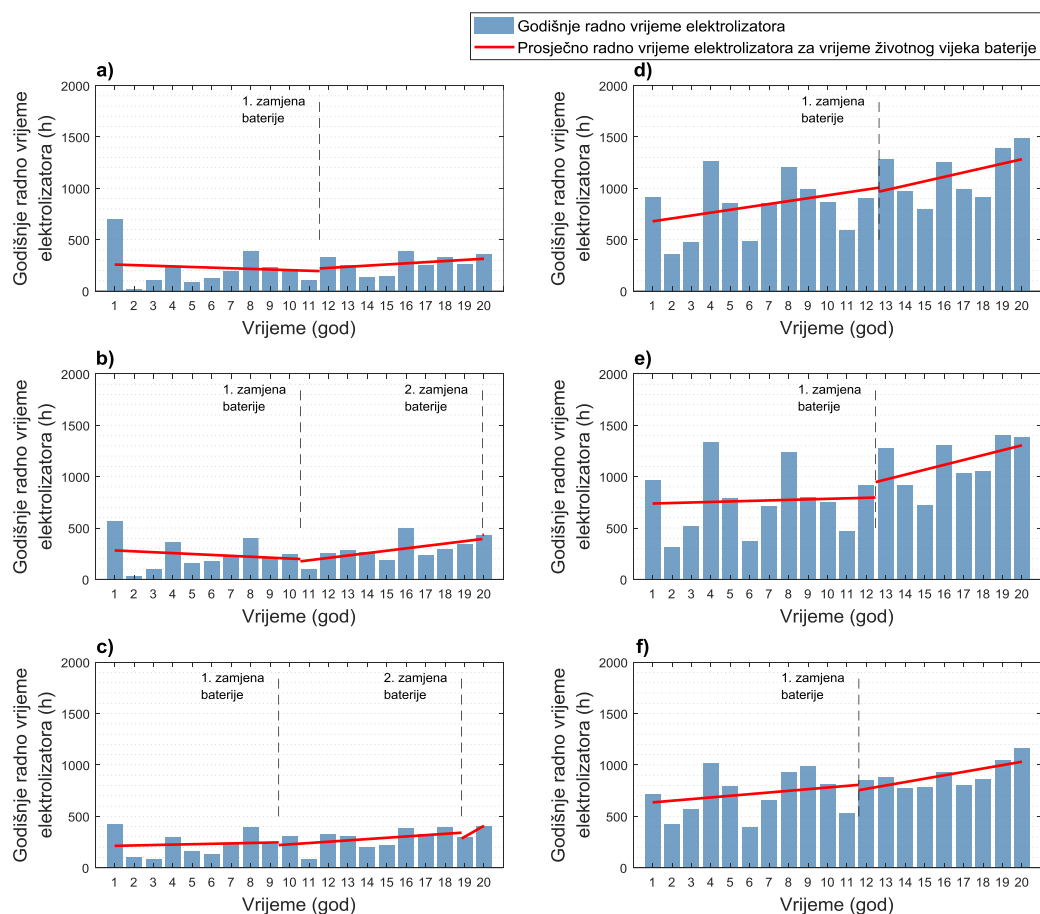 Godišnje radno vrijeme elektrolizatora
Prosječno radno vrijeme elektrolizatora za vrijeme životnog vijeka baterije
a)
Godišnje radno vrijeme
elektrolizatora (h)
2000
1500
1000
500
0
1. zamjena
baterije
1 2 3 4 5 6 7 8 9 10 11 12 13 14 15 16 17 18 19 20
Vrijeme (god)
d)
Godišnje radno vrijeme
elektrolizatora (h)
2000
1500
1000
500
0
1. zamjena
baterije
1 2 3 4 5 6 7 8 9 10 11 12 13 14 15 16 17 18 19 20
Vrijeme (god)
b)
Godišnje radno vrijeme
elektrolizatora (h)
2000
1500
1000
500
0
1. zamjena
baterije
2. zamjena
baterije
1 2 3 4 5 6 7 8 9 10 11 12 13 14 15 16 17 18 19 20
Vrijeme (god)
e)
Godišnje radno vrijeme
elektrolizatora (h)
2000
1500
1000
500
0
1. zamjena
baterije
1 2 3 4 5 6 7 8 9 10 11 12 13 14 15 16 17 18 19 20
Vrijeme (god)
c)
Godišnje radno vrijeme
elektrolizatora (h)
2000
1500
1000
500
0
1. zamjena
baterije
2. zamjena
baterije
1 2 3 4 5 6 7 8 9 10 11 12 13 14 15 16 17 18 19 20
Vrijeme (god)
f)
Godišnje radno vrijeme
elektrolizatora (h)
2000
1500
1000
500
0
1. zamjena
baterije
1 2 3 4 5 6 7 8 9 10 11 12 13 14 15 16 17 18 19 20
Vrijeme (god)